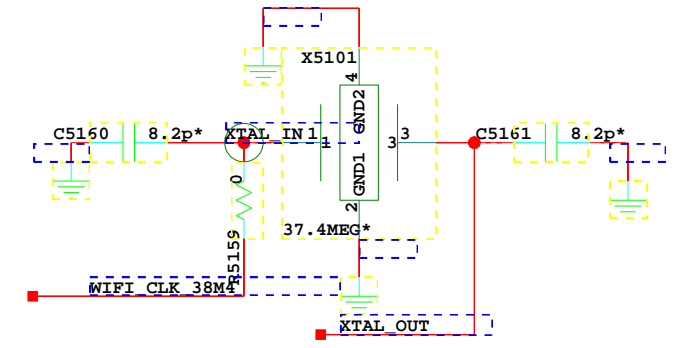 X5101
4
GND2
C5160
8.2p*
XTAL_IN
1
1
3
3
C5161
8.2p*
GND1
0
2
37.4MEG*
R5159
WIFI_CLK_38M4
XTAL_OUT